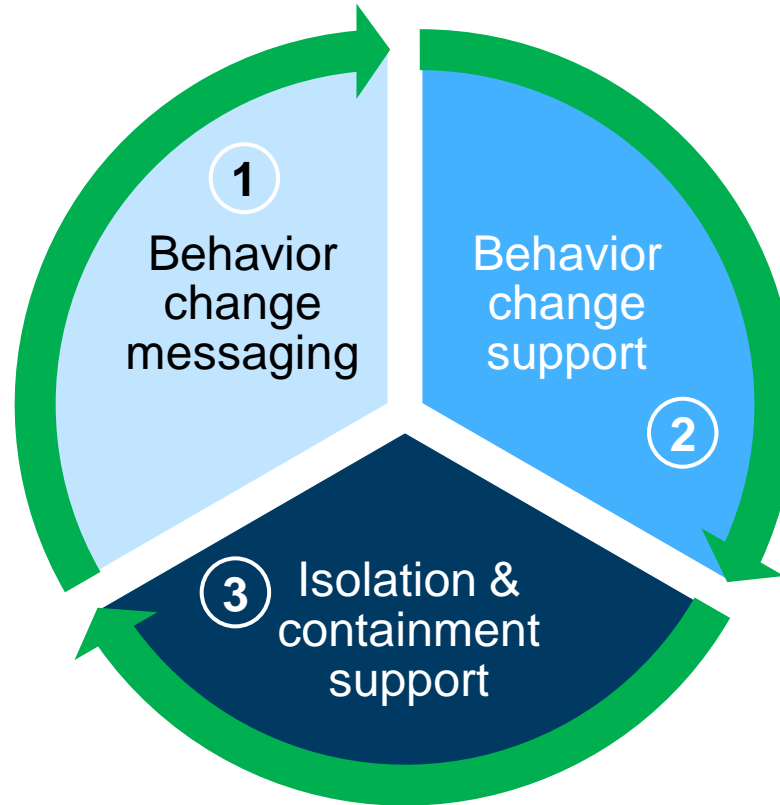 1
Behavior
change
messaging
Behavior
change
support
2
3
Isolation &
containment
support